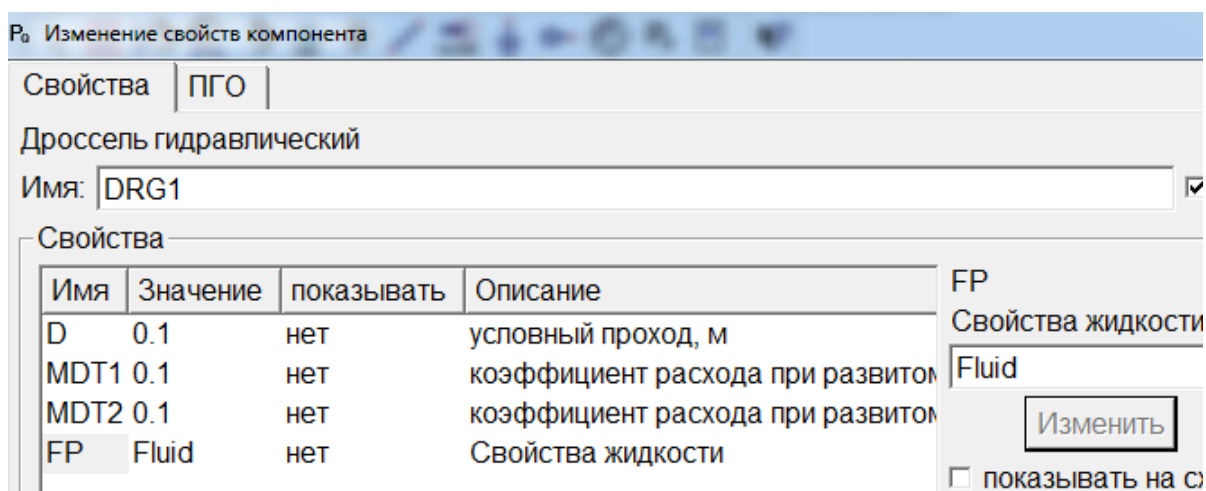 Изменение свойств компонента
Свойства ПГО
Дроссель гидравлический
Имя: DRG1
Свойства
Имя Значение показывать Описание
D 0.1 нет условный проход, м
MDT1 0.1 нет коэффициент расхода при развитом
MDT2 0.1 нет коэффициент расхода при развитом
FP Fluid нет Свойства жидкости
FP
Свойства жидкости
Fluid
Изменить
показывать на сх